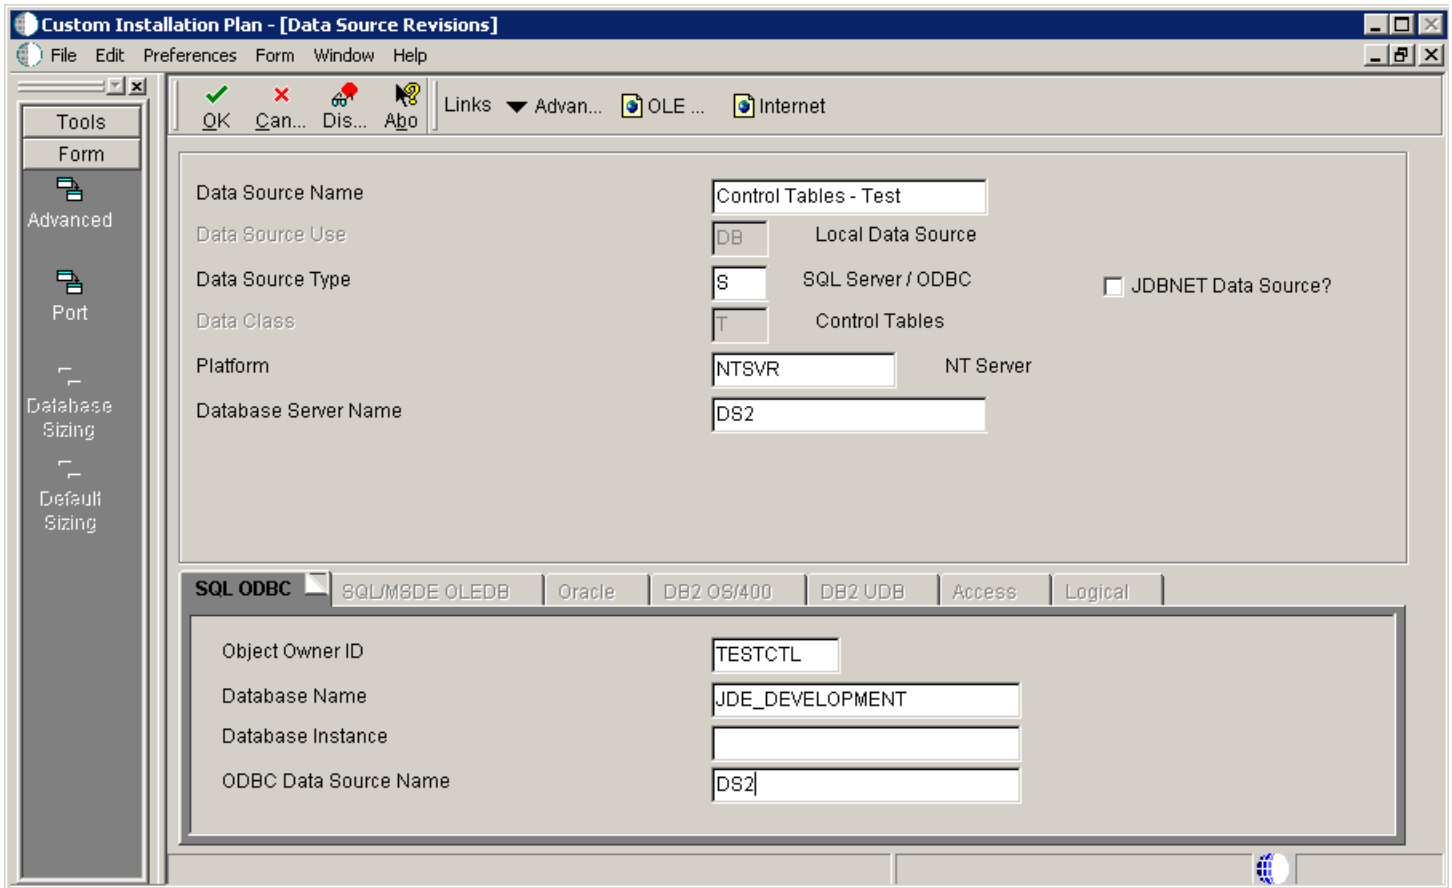 Custom Installation Plan - [Data Source Revisions]
File Edit Preferences Form Window Help
Tools
Form
Advanced
Port
Database
Sizing
Default
Sizing
OK Can... Dis... Abo Links Advan... OLE ... Internet
Data Source Name Control Tables - Test
Data Source Use DB Local Data Source
Data Source Type S SQL Server / ODBC JDBNET Data Source?
Data Class T Control Tables
Platform NTSVR NT Server
Database Server Name DS2
SQL ODBC SQL/MSDE OLEDB Oracle DB2 OS/400 DB2 UDB Access Logical
Object Owner ID TESTCTL
Database Name JDE_DEVELOPMENT
Database Instance
ODBC Data Source Name DS2